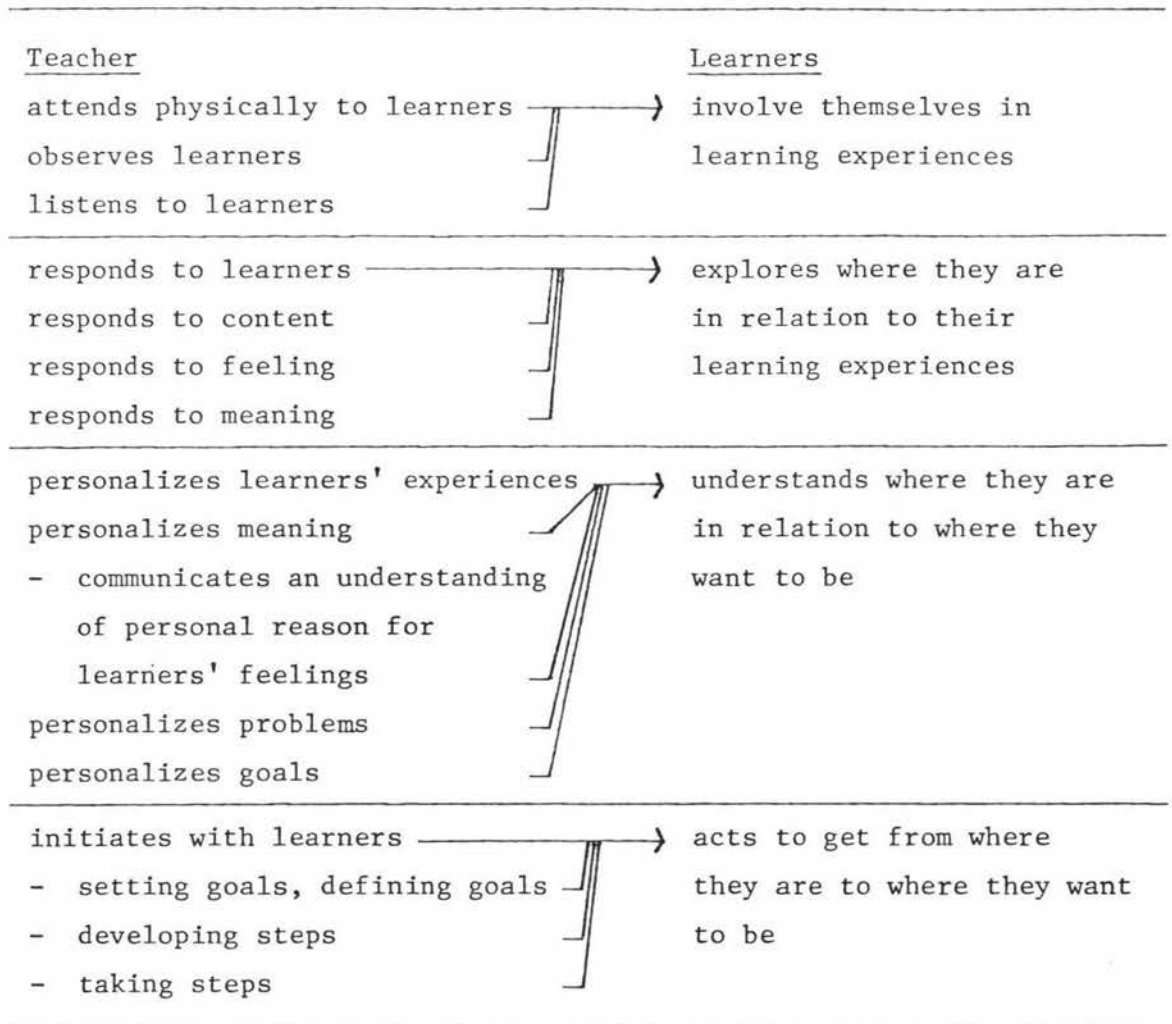 Teacher
Learners
attends physically to learners
involve themselves in
observes learners
learning experiences
listens to learners
responds to learners
explores where they are
responds to content
in relation to their
responds to feeling
learning experiences
responds to meaning
personalizes learners' experiences
understands where they are
personalizes meaning
in relation to where they
- communicates an understanding
want to be
of personal reason for
learners' feelings
personalizes problems
personalizes goals
initiates with learners
acts to get from where
- setting goals, defining goals
they are to where they want
- developing steps
to be
- taking steps